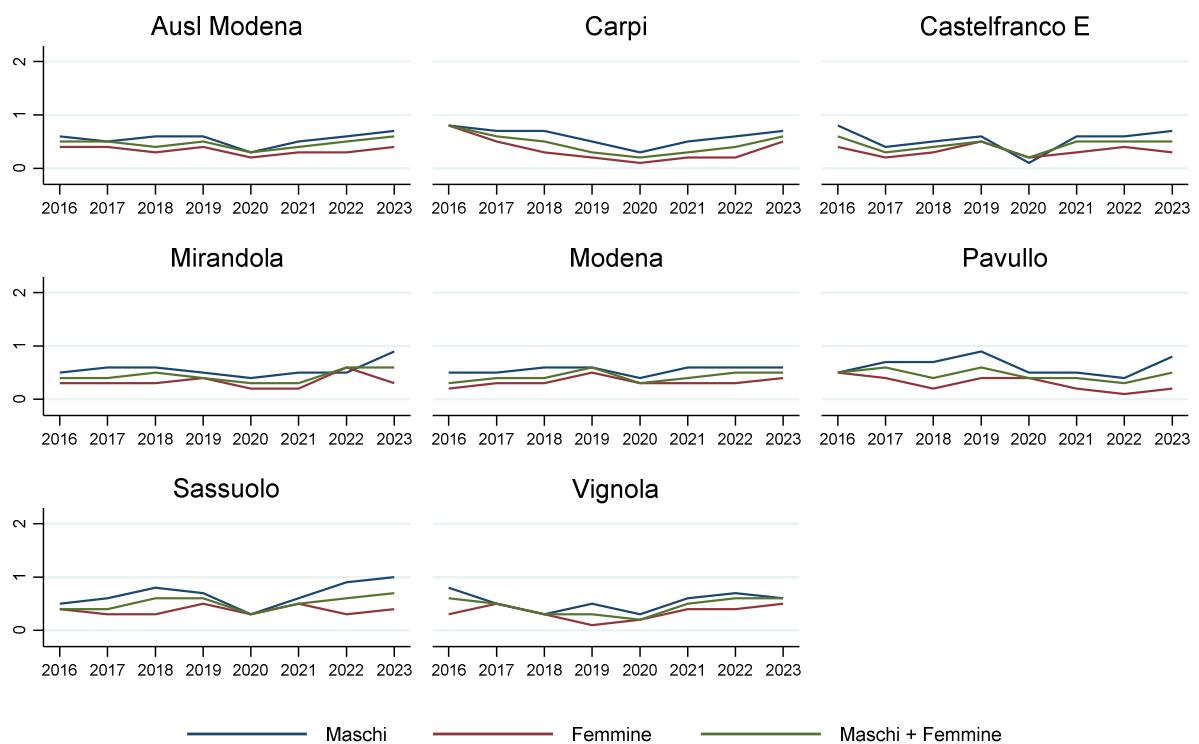 Ausl Modena Carpi Castelfranco E
2
1
0
2016 2017 2018 2019 2020 2021 2022 2023 2016 2017 2018 2019 2020 2021 2022 2023 2016 2017 2018 2019 2020 2021 2022 2023
Mirandola Modena Pavullo
2
1
0
2016 2017 2018 2019 2020 2021 2022 2023 2016 2017 2018 2019 2020 2021 2022 2023 2016 2017 2018 2019 2020 2021 2022 2023
Sassuolo Vignola
2
1
0
2016 2017 2018 2019 2020 2021 2022 2023 2016 2017 2018 2019 2020 2021 2022 2023
Maschi Femmine Maschi + Femmine